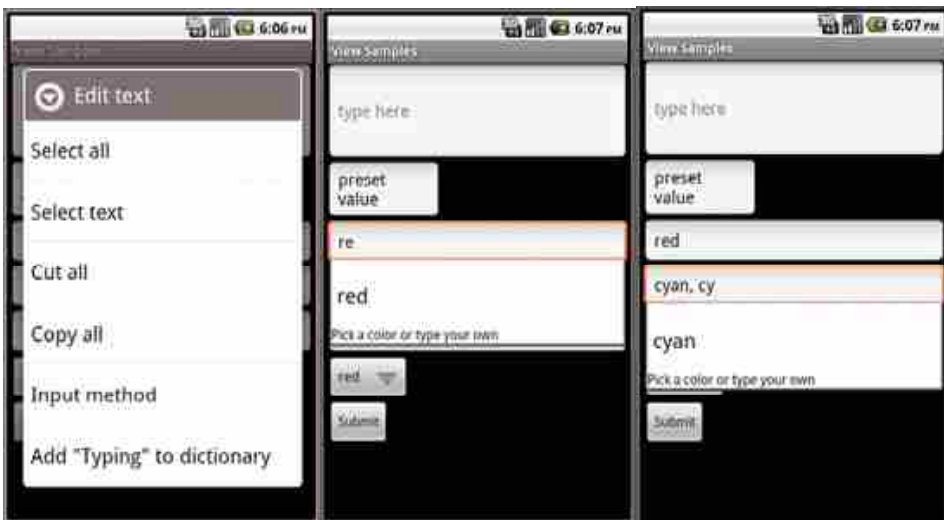 6:06 PM
View Samples
Edit text
Select all
Select text
Cut all
Copy all
Input method
Add "Typing" to dictionary
6:07 PM
View Samples
type here
preset
value
re
red
Pick a color or type your own
red
Submit
6:07 PM
View Samples
type here
preset
value
red
cyan, cy
cyan
Pick a color or type your own
Submit